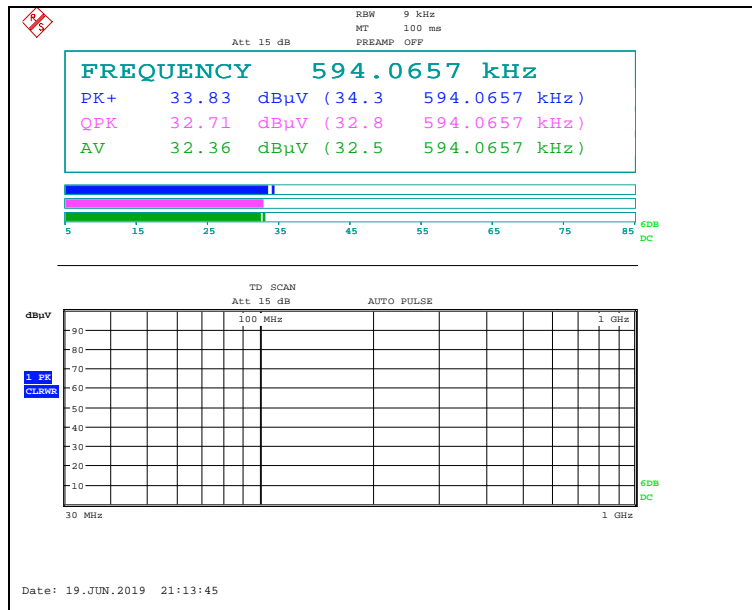 R S
RBW 9 kHz
MT 100 ms
Att 15 dB PREAMP OFF
FREQUENCY 594.0657 kHz
PK+ 33.83 dBµV (34.3 594.0657 kHz)
QPK 32.71 dBµV (32.8 594.0657 kHz)
AV 32.36 dBµV (32.5 594.0657 kHz)
5 15 25 35 45 55 65 75 85
6DB
DC
TD SCAN
Att 15 dB AUTO PULSE
dBµV
100 MHz 1 GHz
90
80
70
1 PK
60
CLRWR
50
40
30
20
10
6DB
DC
30 MHz 1 GHz
Date: 19.JUN.2019 21:13:45